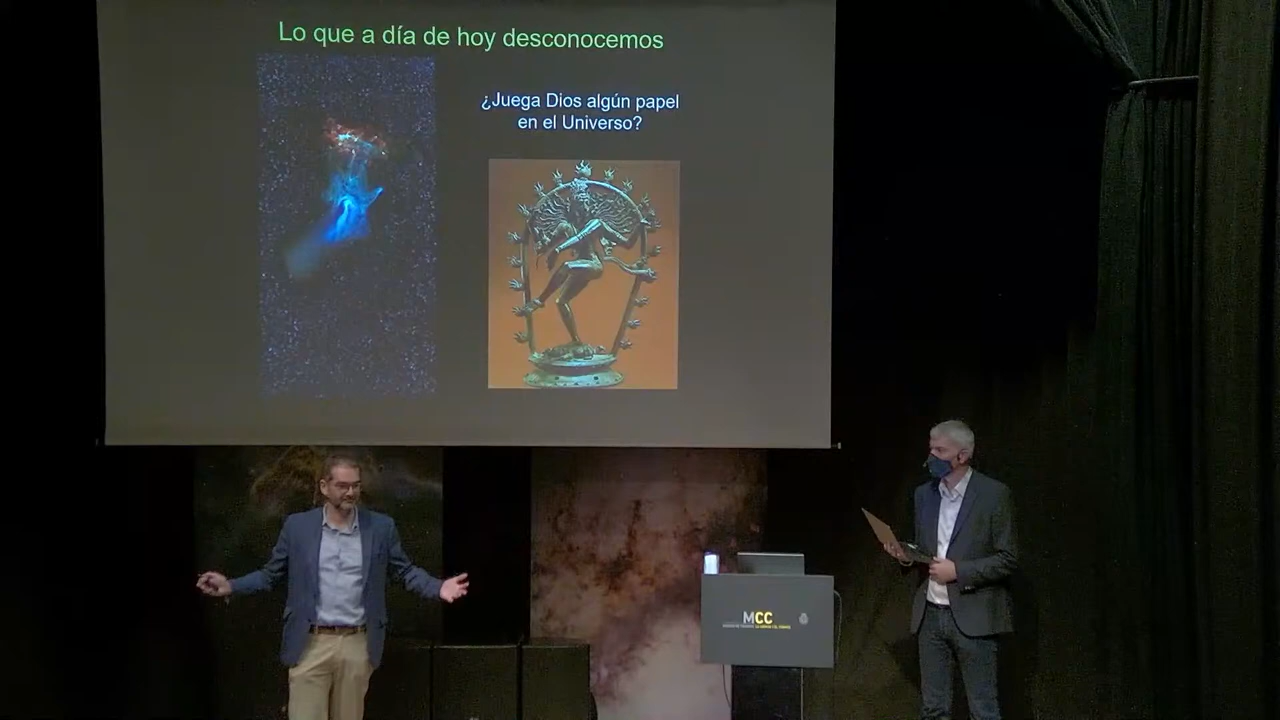 Lo que a día de hoy desconocemos
¿Juega Dios algún papel
en el Universo?
MCC